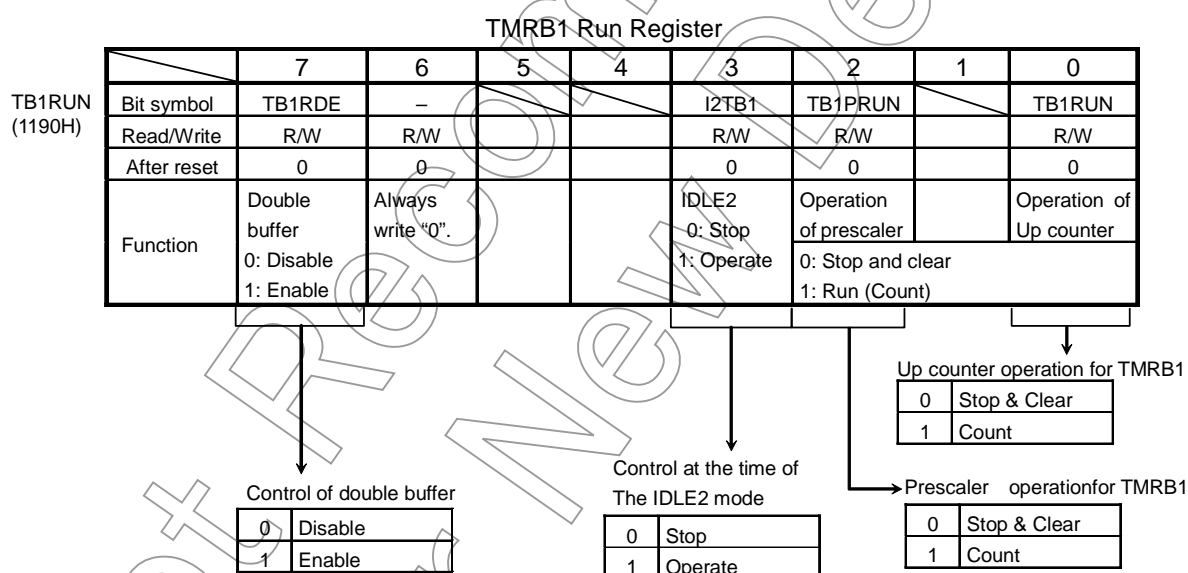 TMRB1 Run Register
7 6 5 4 3 2 1 0
TB1RUN
(1190H)
Bit symbol TB1RDE – I2TB1 TB1PRUN TB1RUN
Read/Write R/W R/W R/W R/W R/W
After reset 0 0 0 0 0
Function
Double
buffer
0: Disable
1: Enable
Always
write “0”.
IDLE2
0: Stop
1: Operate
Operation
of prescaler
Operation of
Up counter
0: Stop and clear
1: Run (Count)
Up counter operation for TMRB1
0 Stop & Clear
1 Count
Control of double buffer
0 Disable
1 Enable
Control at the time of
The IDLE2 mode
0 Stop
1 Operate
Prescaler operationfor TMRB1
0 Stop & Clear
1 Count